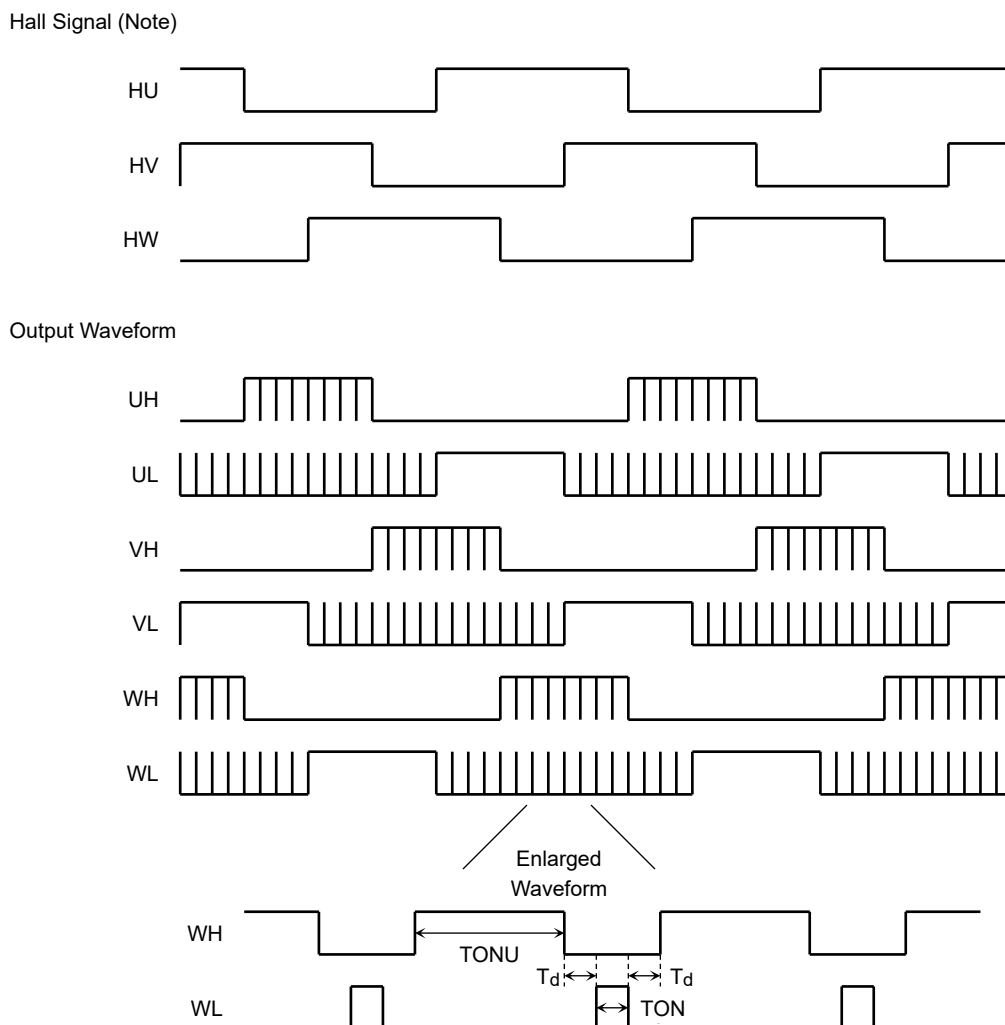 Hall Signal (Note)
HU
HV
HW
Output Waveform
UH
UL
VH
VL
WH
WL
Enlarged
Waveform
WH
TONU
Td
Td
WL
TON